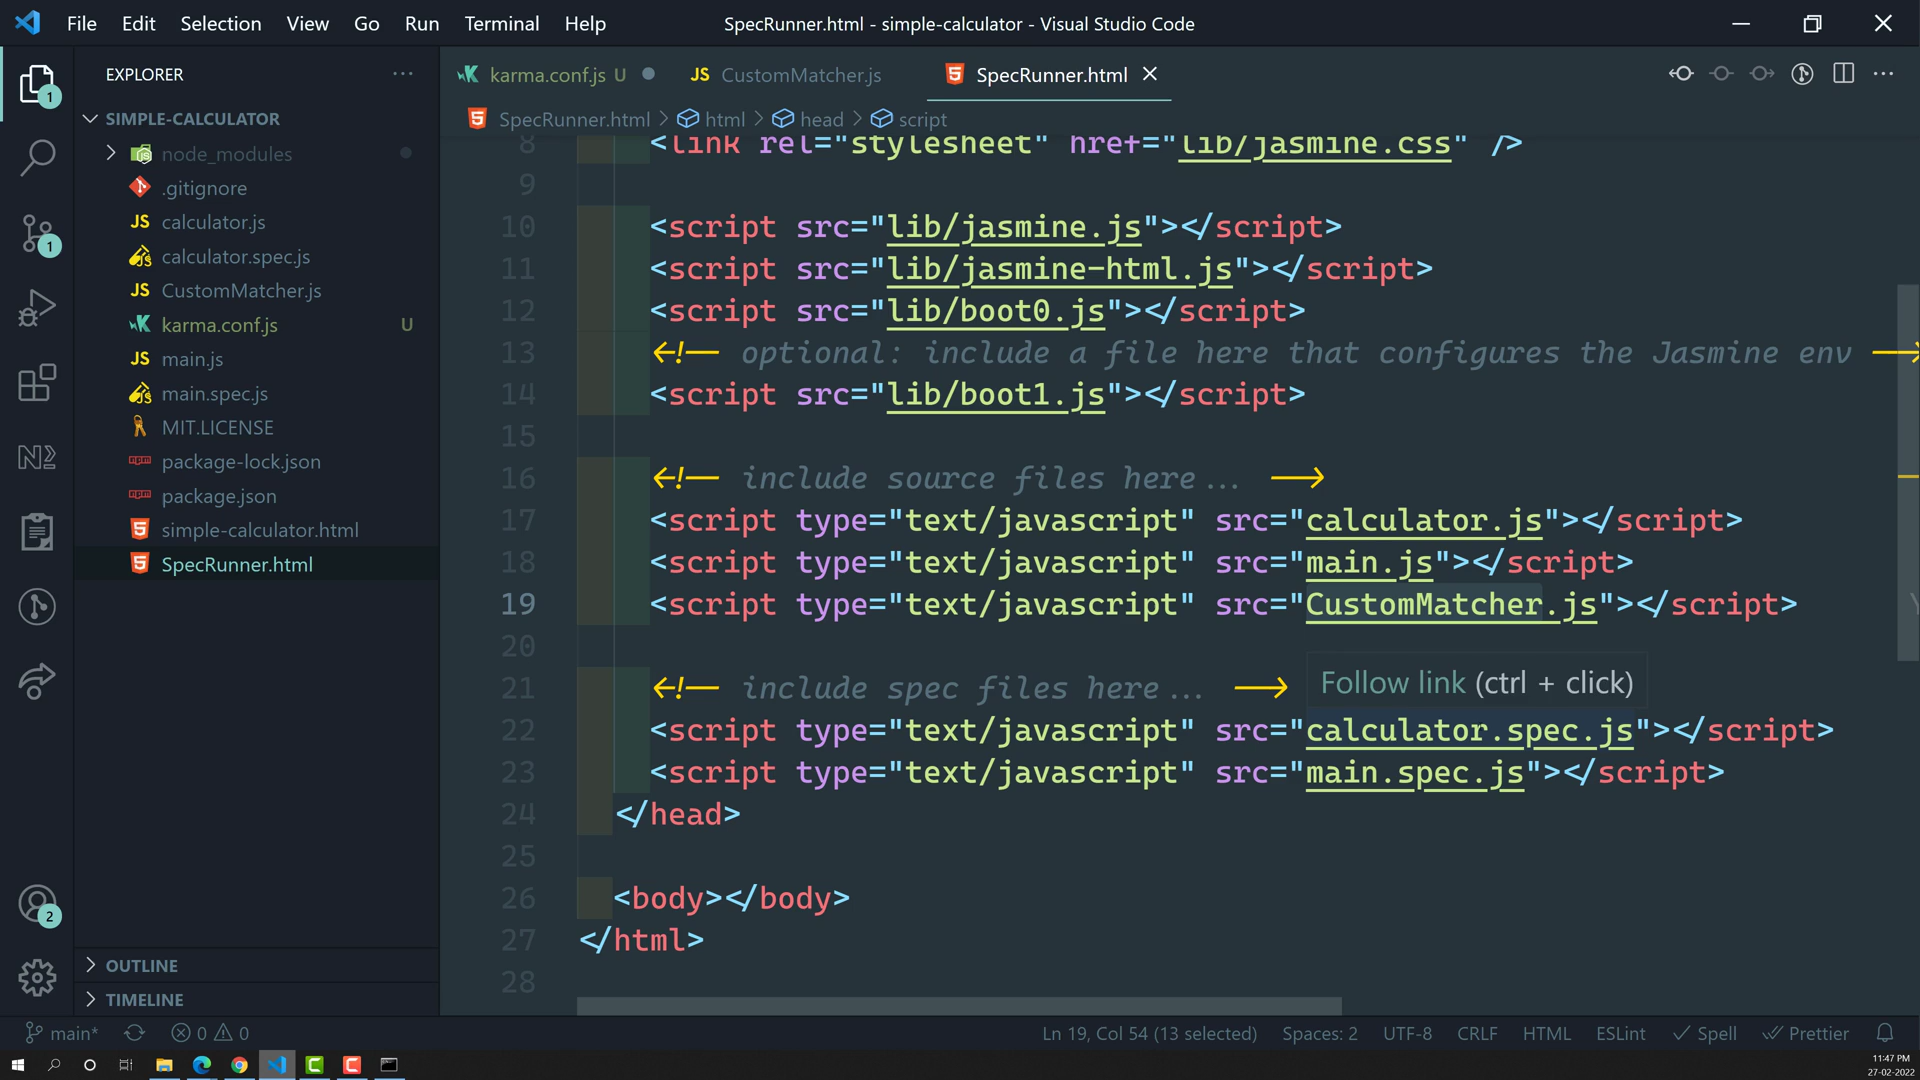 File Edit Selection View Go Run Terminal Help
SpecRunner.html - simple-calculator - Visual Studio Code
EXPLORER
SIMPLE-CALCULATOR
node_modules
.gitignore
JS calculator.js
calculator.spec.js
JS CustomMatcher.js
karma.conf.js U
JS main.js
main.spec.js
MIT.LICENSE
package-lock.json
package.json
simple-calculator.html
SpecRunner.html
OUTLINE
TIMELINE
1
1
2
karma.conf.js U JS CustomMatcher.js SpecRunner.html
SpecRunner.html > html > head > script
8 <link rel="stylesheet" href="lib/jasmine.css" />
9
10 <script src="lib/jasmine.js"></script>
11 <script src="lib/jasmine-html.js"></script>
12 <script src="lib/boot0.js"></script>
13 <!-- optional: include a file here that configures the Jasmine env -->
14 <script src="lib/boot1.js"></script>
15
16 <!-- include source files here... -->
17 <script type="text/javascript" src="calculator.js"></script>
18 <script type="text/javascript" src="main.js"></script>
19 <script type="text/javascript" src="CustomMatcher.js"></script>
20
21 <!-- include spec files here... -->
Follow link (ctrl + click)
22 <script type="text/javascript" src="calculator.spec.js"></script>
23 <script type="text/javascript" src="main.spec.js"></script>
24 </head>
25
26 <body></body>
27 </html>
28
main* 0 0 Ln 19, Col 54 (13 selected) Spaces: 2 UTF-8 CRLF HTML ESLint Spell Prettier
11:47 PM
27-02-2022